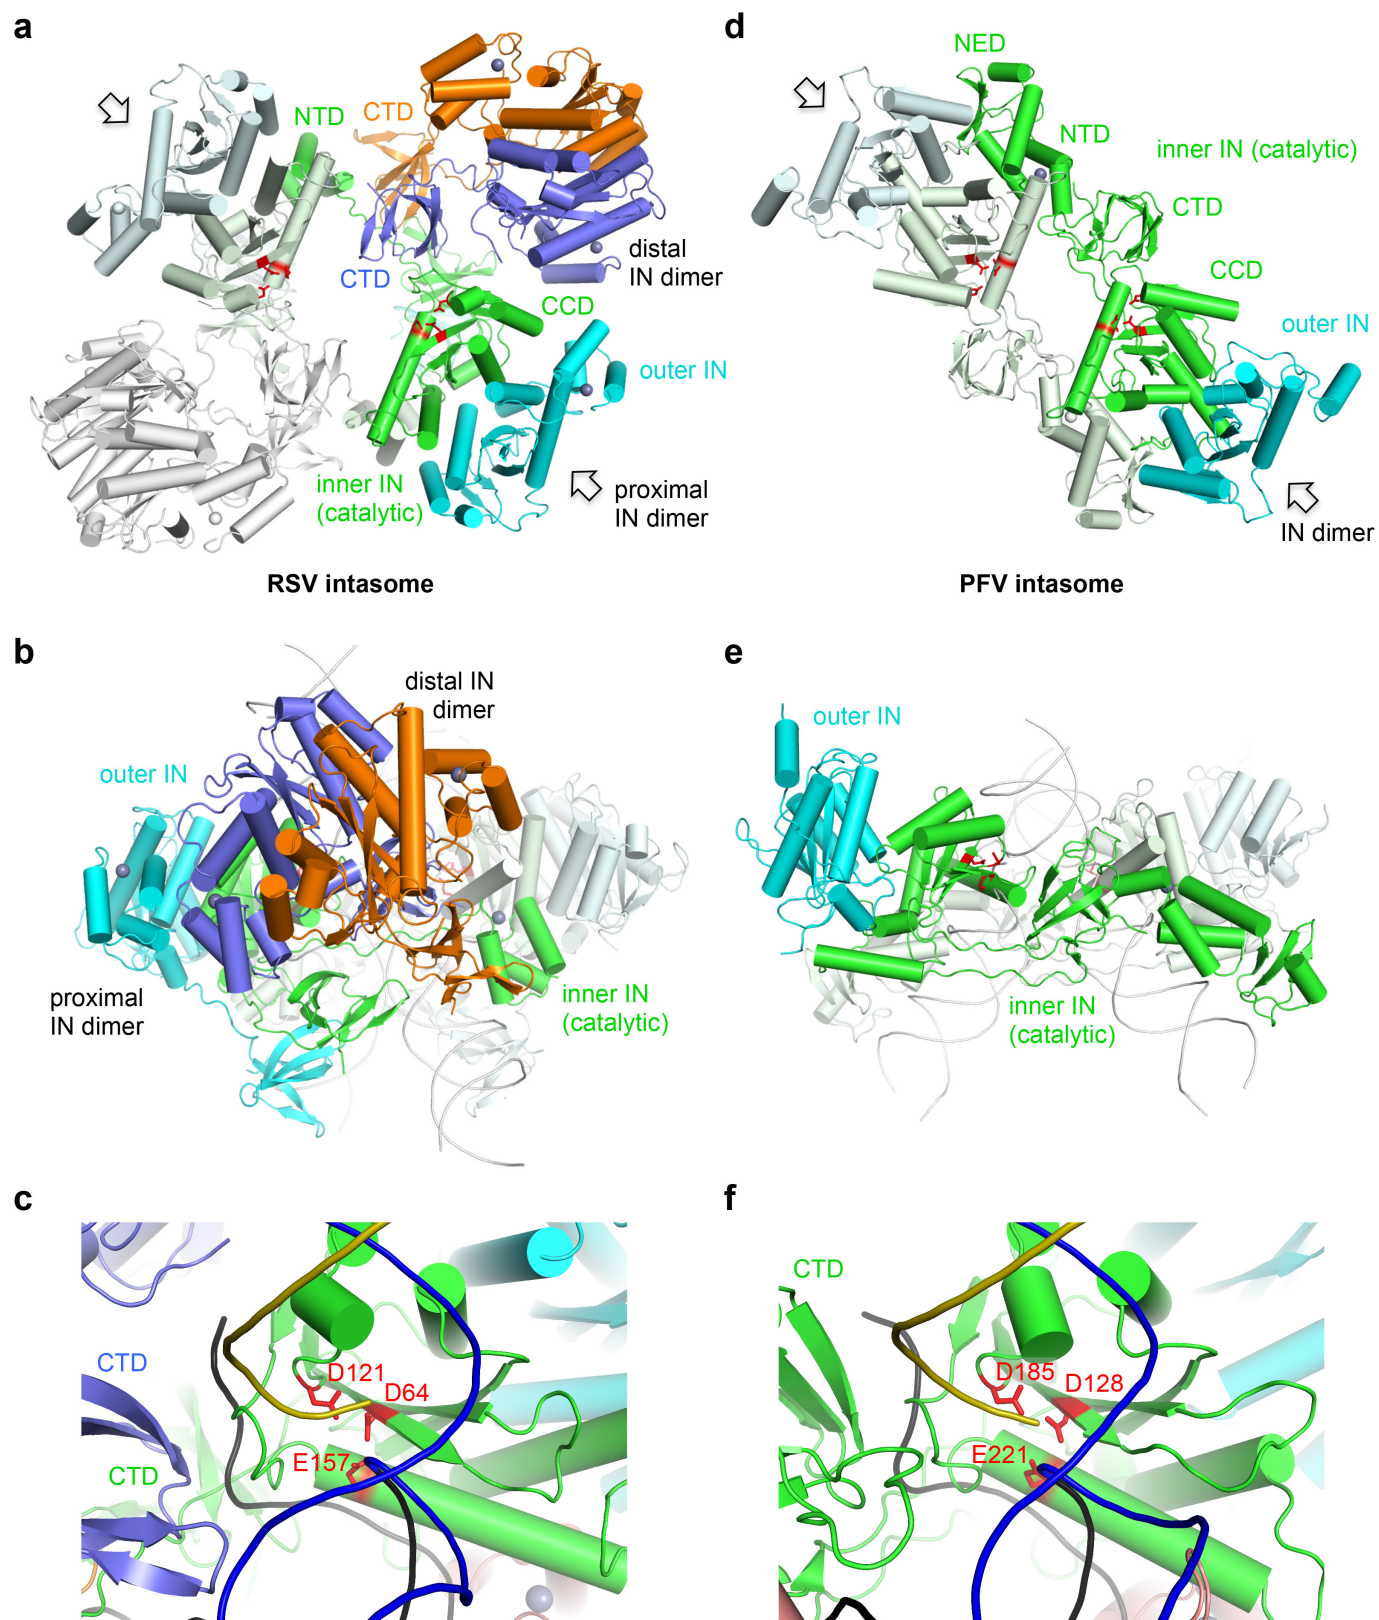 a
NTD
CTD
CTD
distal
IN dimer
CCD
outer IN
inner IN
(catalytic)
proximal
IN dimer
RSV intasome
d
NED
NTD
inner IN (catalytic)
CTD
CCD
outer IN
IN dimer
PFV intasome
b
distal IN
dimer
outer IN
proximal
IN dimer
inner IN
(catalytic)
e
outer IN
inner IN
(catalytic)
c
CTD
D121
D64
E157
CTD
f
CTD
D185
D128
E221